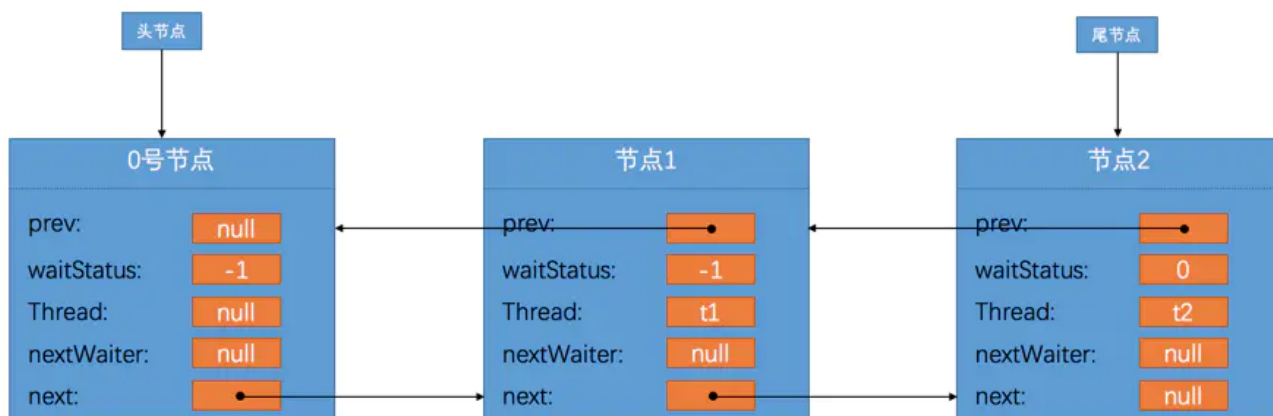 头节点
尾节点
0号节点
prev: null
waitStatus: -1
Thread: null
nextWaiter: null
next:
节点1
prev:
waitStatus: -1
Thread: t1
nextWaiter: null
next:
节点2
prev:
waitStatus: 0
Thread: t2
nextWaiter: null
next: null